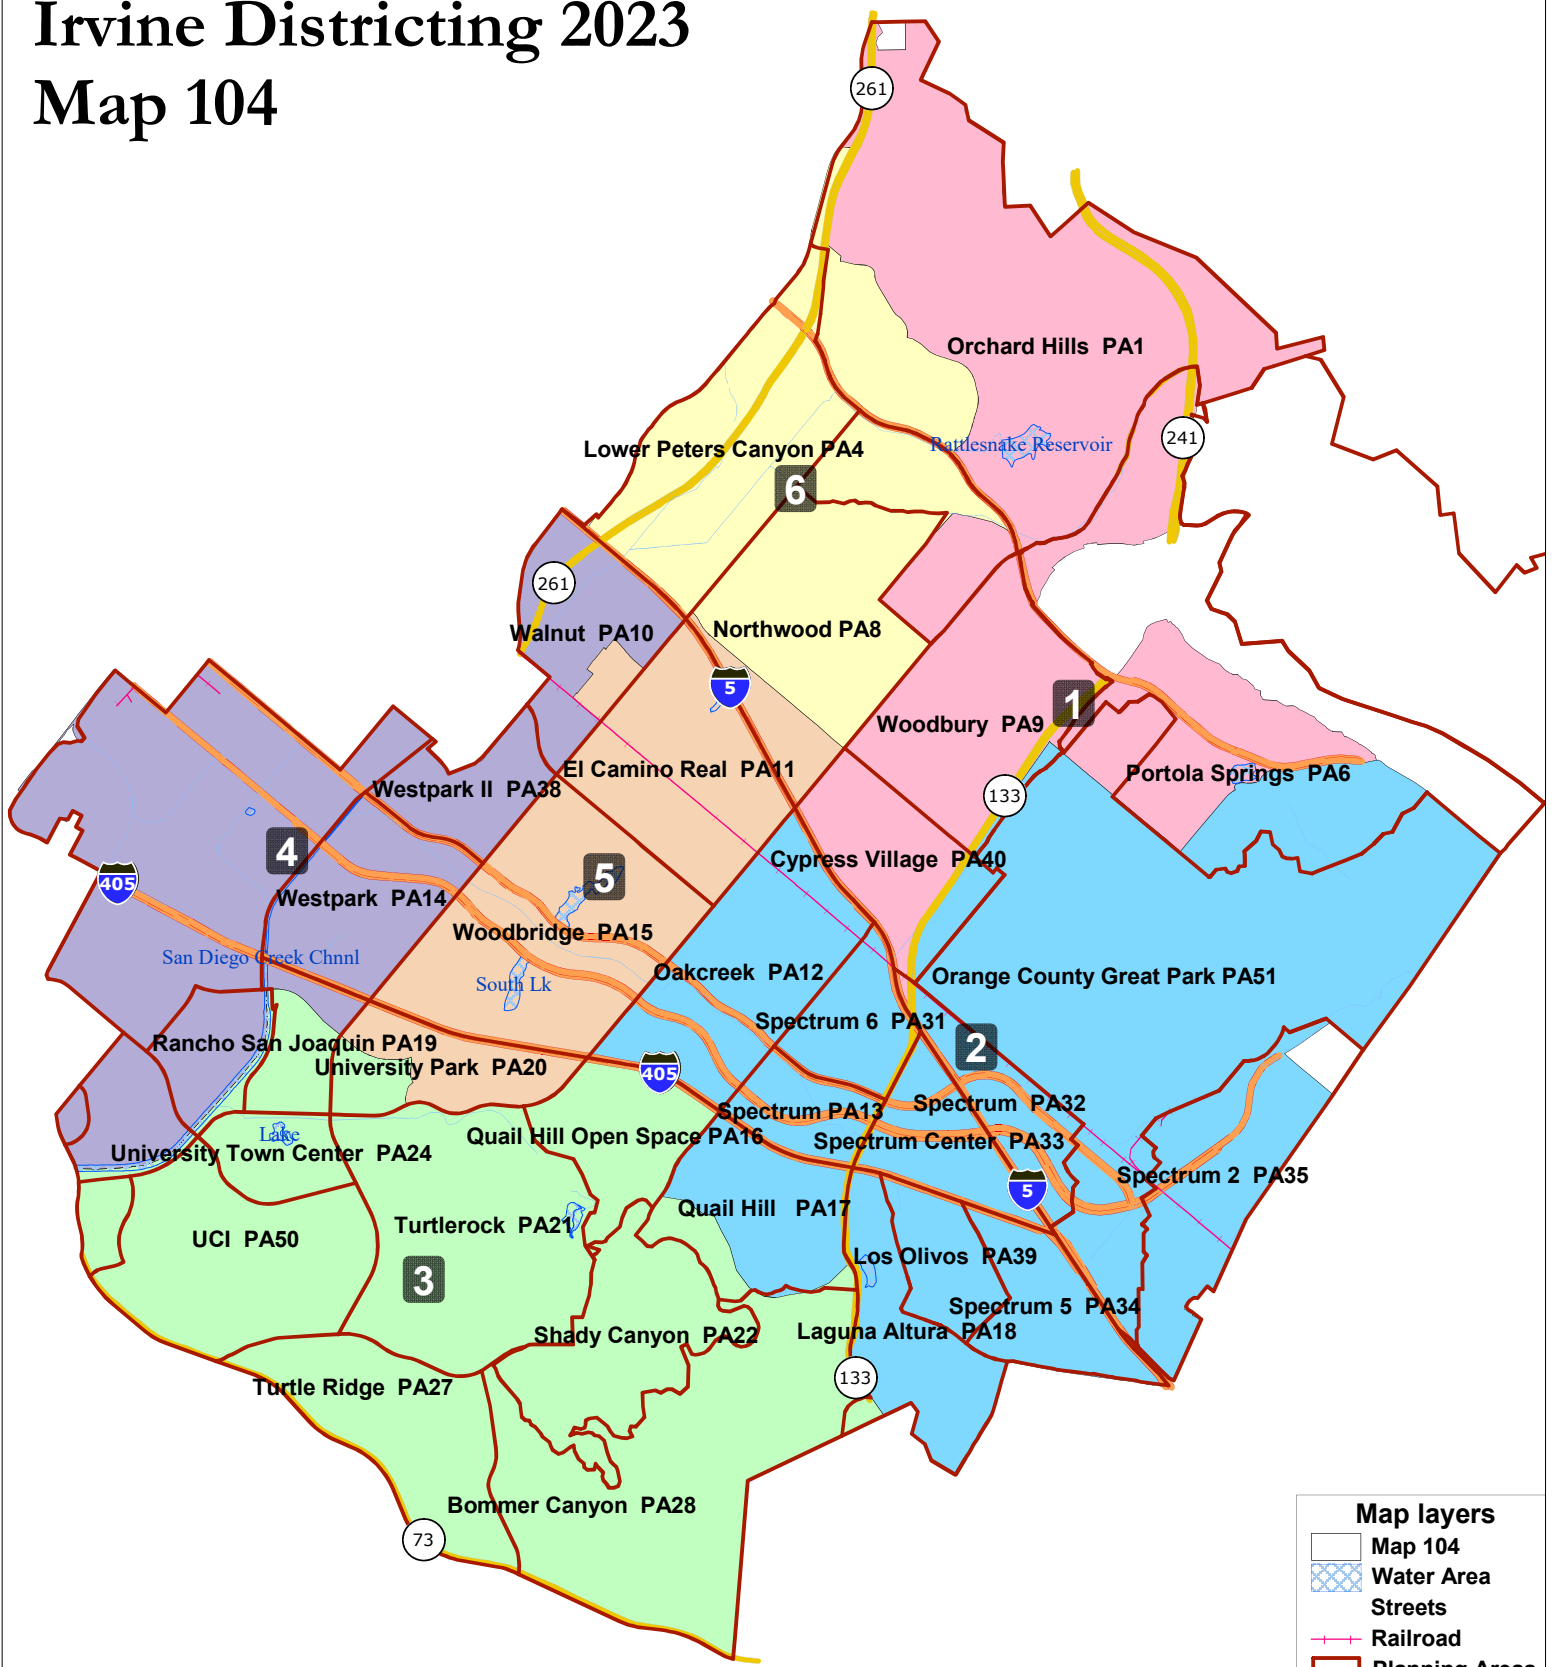 Irvine Districting 2023
Map 104
261
Orchard Hills PA1
241
Rattlesnake Reservoir
Lower Peters Canyon PA4
6
261
Walnut PA10
Northwood PA8
5
1
Woodbury PA9
El Camino Real PA11
Portola Springs PA6
Westpark II PA38
133
4
Cypress Village PA40
405
5
Westpark PA14
Woodbridge PA15
San Diego Creek Chnnl
Oakcreek PA12
Orange County Great Park PA51
South Lk
Spectrum 6 PA31
Rancho San Joaquin PA19
2
University Park PA20
405
Spectrum PA13
Spectrum PA32
Lake
Quail Hill Open Space PA16
Spectrum Center PA33
University Town Center PA24
Spectrum 2 PA35
5
Quail Hill PA17
Turtlerock PA21
UCI PA50
Los Olivos PA39
3
Spectrum 5 PA34
Shady Canyon PA22
Laguna Altura PA18
133
Turtle Ridge PA27
Bommer Canyon PA28
73
Map layers
Map 104
Water Area
Streets
Railroad
Planning Areas